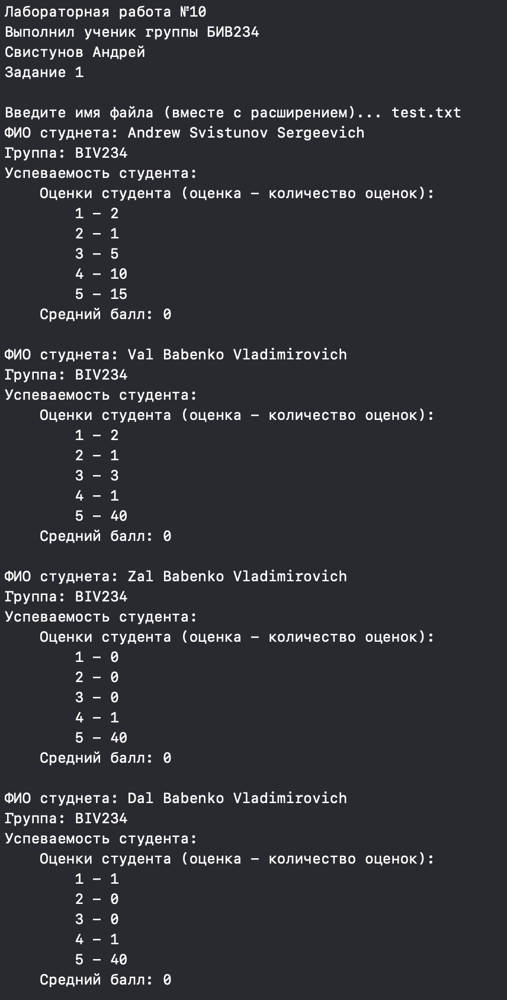 Лабораторная работа №10
Выполнил ученик группы БИВ234
Свистунов Андрей
Задание 1
Введите имя файла (вместе с расширением)... test.txt
ФИО студнета: Andrew Svistunov Sergeevich
Группа: BIV234
Успеваемость студента:
Оценки студента (оценка – количество оценок):
1 – 2
2 – 1
3 – 5
4 – 10
5 – 15
Средний балл: 0
ФИО студнета: Val Babenko Vladimirovich
Группа: BIV234
Успеваемость студента:
Оценки студента (оценка – количество оценок):
1 – 2
2 – 1
3 – 3
4 – 1
5 – 40
Средний балл: 0
ФИО студнета: Zal Babenko Vladimirovich
Группа: BIV234
Успеваемость студента:
Оценки студента (оценка – количество оценок):
1 – 0
2 – 0
3 – 0
4 – 1
5 – 40
Средний балл: 0
ФИО студнета: Dal Babenko Vladimirovich
Группа: BIV234
Успеваемость студента:
Оценки студента (оценка – количество оценок):
1 – 1
2 – 0
3 – 0
4 – 1
5 – 40
Средний балл: 0